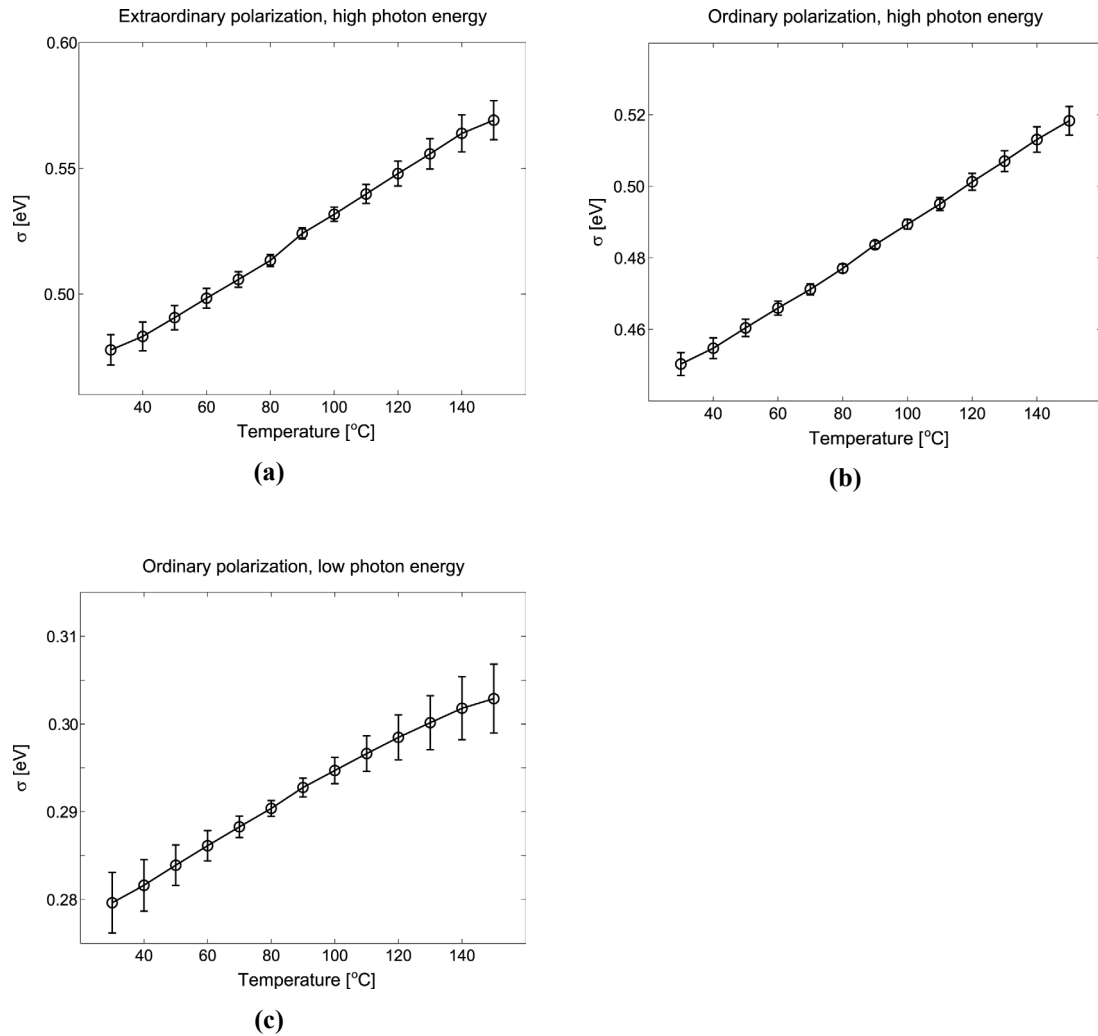 Extraordinary polarization, high photon energy
0.60
0.55
0.50
σ [eV]
40 60 80 100 120 140
Temperature [°C]
(a)
Ordinary polarization, high photon energy
0.52
0.50
0.48
0.46
σ [eV]
40 60 80 100 120 140
Temperature [°C]
(b)
Ordinary polarization, low photon energy
0.31
0.30
0.29
0.28
σ [eV]
40 60 80 100 120 140
Temperature [°C]
(c)